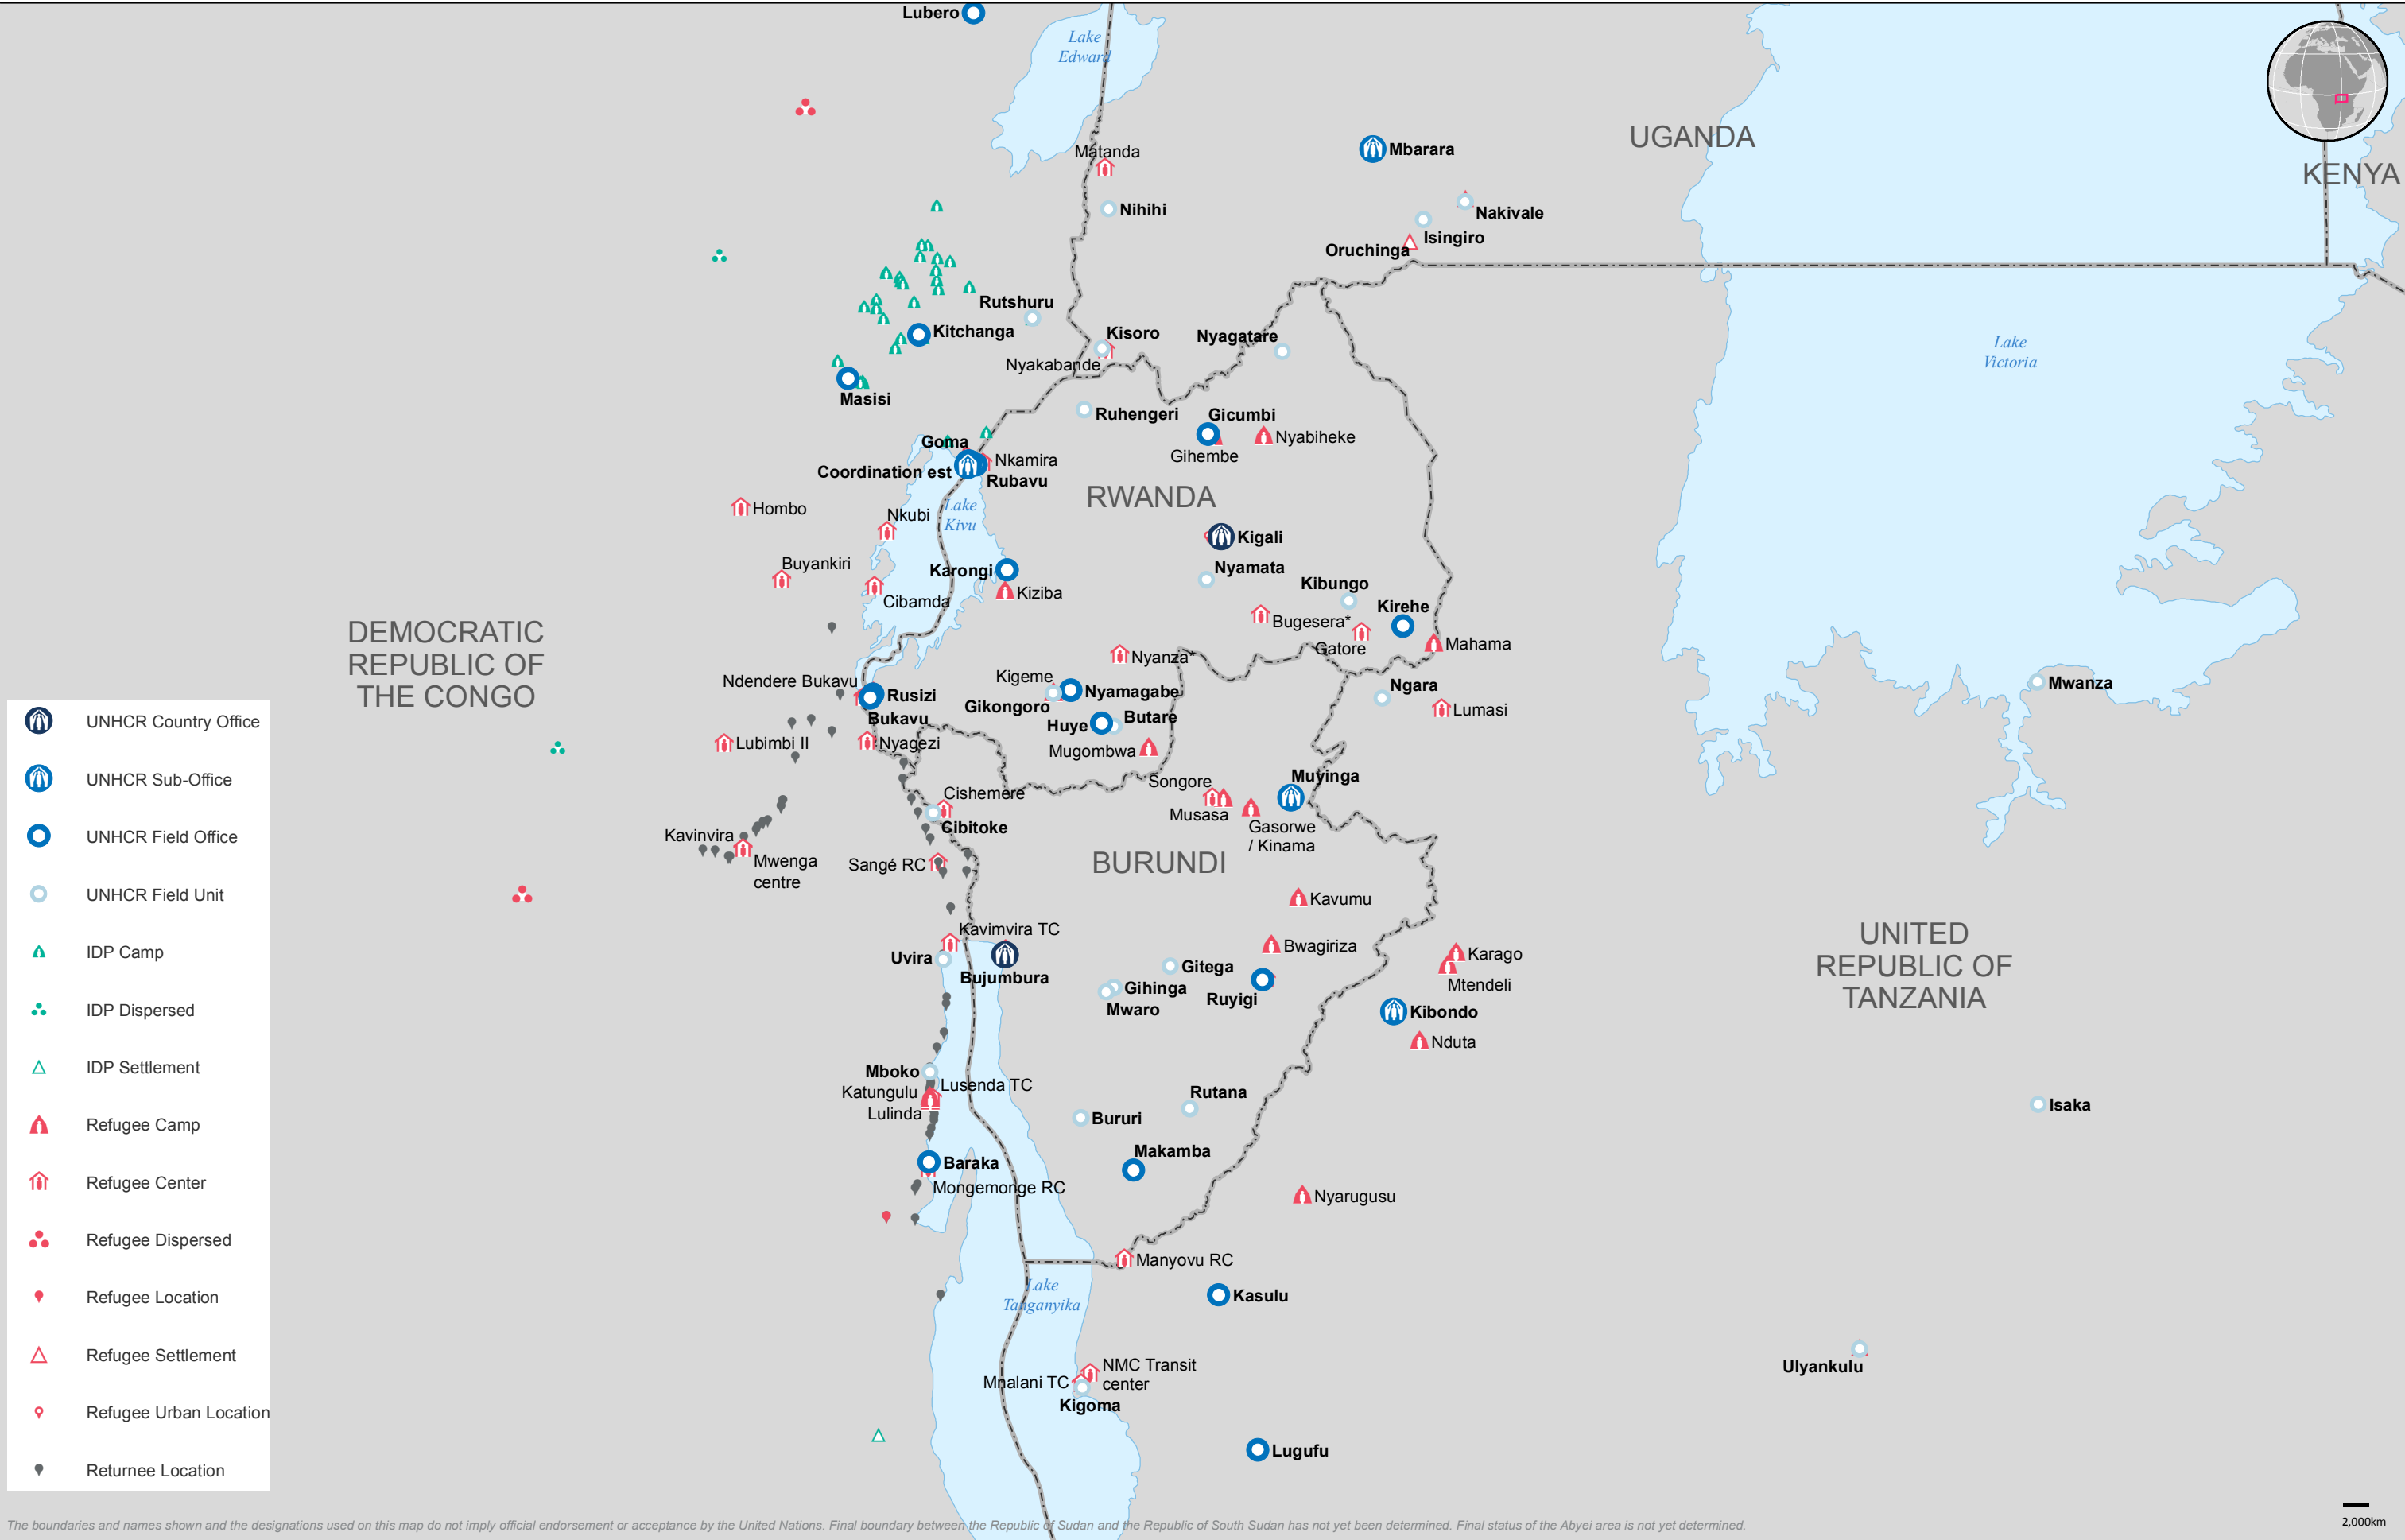 Lubero
Lake
Edward
UGANDA
KENYA
Matanda
Mbarara
Nihihi
Nakivale
Isingiro
Oruchinga
Rutshuru
Kitchanga
Kisoro
Nyagatare
Nyakabande
Lake
Victoria
Masisi
Ruhengeri
Gicumbi
Nyabiheke
Gihembe
Goma
Coordination est
Nkamira
Rubavu
RWANDA
Hombo
Nkubi
Lake
Kivu
Kigali
Buyankiri
Karongi
Nyamata
Kibungo
Cibamda
Kiziba
Kirehe
Bugesera*
Gatore
Mahama
DEMOCRATIC
REPUBLIC OF
THE CONGO
Nyanza*
Ndendere Bukavu
Kigeme
Rusizi
Nyamagabe
Ngara
Mwanza
Gikongoro
Bukavu
Huye
Butare
Lumasi
Lubimbi II
Nyagezi
Mugombwa
Songore
Muyinga
Cishemere
Musasa
Cibitoke
Gasorwe
/ Kinama
Kavinvira
Mwenga
centre
Sangé RC
BURUNDI
Kavumu
Kavimvira TC
Bwagiriza
Karago
UNITED
REPUBLIC OF
TANZANIA
Uvira
Bujumbura
Gitega
Gihinga
Mwaro
Ruyigi
Mtendeli
Kibondo
Nduta
Mboko
Katungulu
Lusenda TC
Lulinda
Rutana
Bururi
Isaka
Makamba
Baraka
Mongemonge RC
Nyarugusu
Manyovu RC
Lake
Tanganyika
Kasulu
NMC Transit
center
Mnalani TC
Kigoma
Ulyankulu
Lugufu
UNHCR Country Office
UNHCR Sub-Office
UNHCR Field Office
UNHCR Field Unit
IDP Camp
IDP Dispersed
IDP Settlement
Refugee Camp
Refugee Center
Refugee Dispersed
Refugee Location
Refugee Settlement
Refugee Urban Location
Returnee Location
2,000km
The boundaries and names shown and the designations used on this map do not imply official endorsement or acceptance by the United Nations. Final boundary between the Republic of Sudan and the Republic of South Sudan has not yet been determined. Final status of the Abyei area is not yet determined.